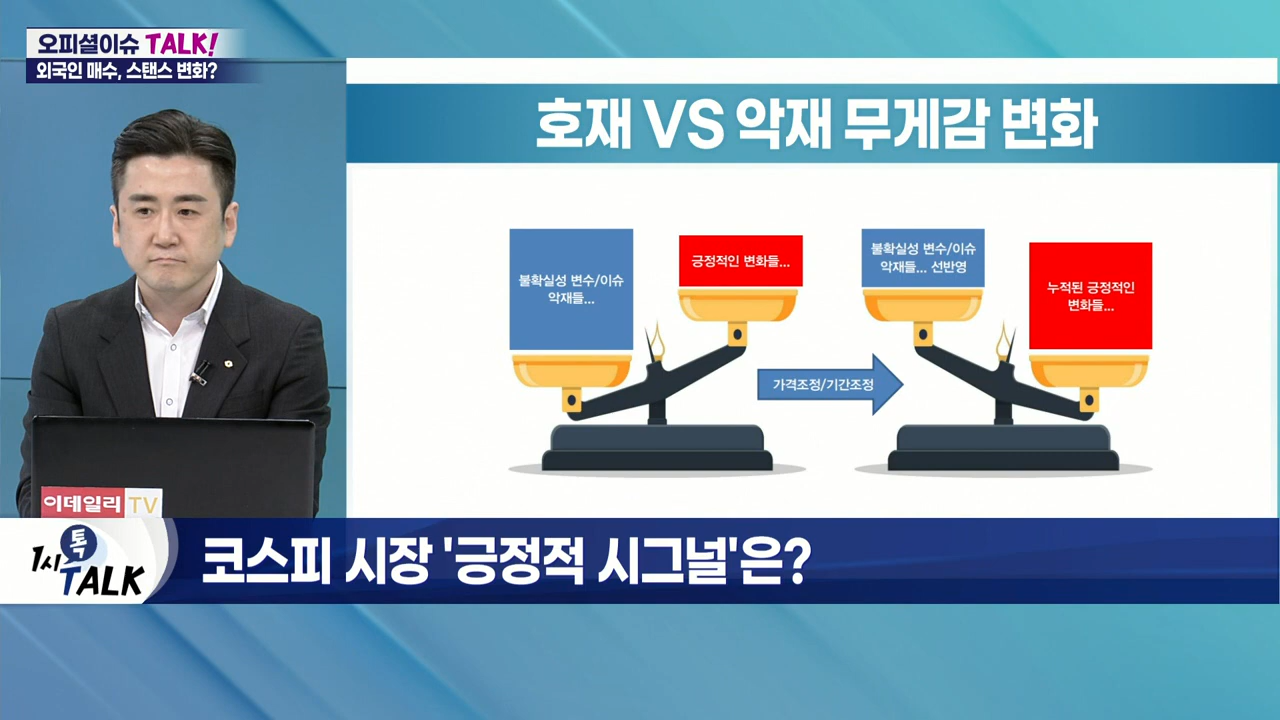 오피셜이슈 TALK!
외국인 매수, 스탠스 변화?
호재 VS 악재 무게감 변화
불확실성 변수/이슈
악재들...
긍정적인 변화들...
가격조정/기간조정
불확실성 변수/이슈
악재들... 선반영
누적된 긍정적인
변화들...
이데일리 TV
1시 톡 TALK
코스피 시장 '긍정적 시그널'은?